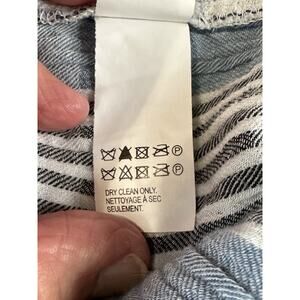 Ⓟ
Ⓟ
DRY CLEAN ONLY.
NETTOYAGE À SEC
SEULEMENT.